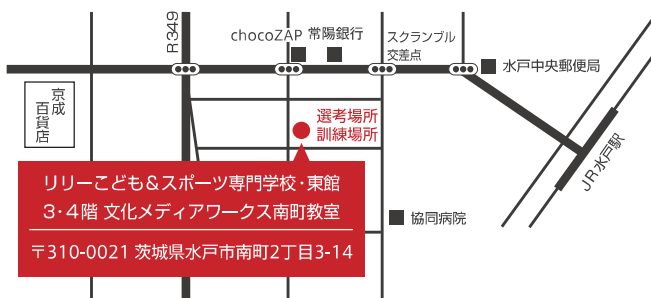 R349
chocoZAP
常陽銀行
スクランブル
交差点
水戸中央郵便局
京成
百貨店
選考場所
訓練場所
JR水戸駅
リリーこども&スポーツ専門学校・東館
3・4階 文化メディアワークス南町教室
〒310-0021 茨城県水戸市南町2丁目3-14
協同病院